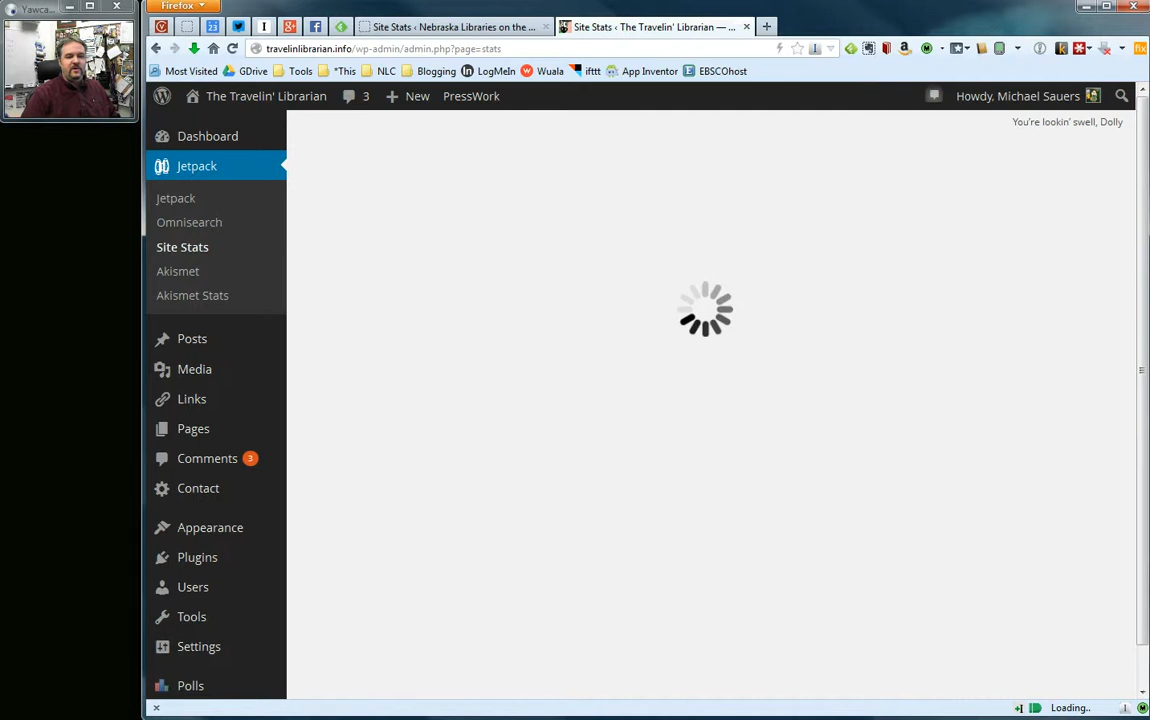 Yawca...
Firefox
Site Stats ‹ Nebraska Libraries on the ...
Site Stats ‹ The Travelin' Librarian — ...
travelinlibrarian.info/wp-admin/admin.php?page=stats
Most Visited GDrive Tools *This NLC Blogging LogMeIn Wuala ifttt App Inventor EBSCOhost
The Travelin' Librarian 3 New PressWork Howdy, Michael Sauers
You're lookin' swell, Dolly
Dashboard
Jetpack
Jetpack
Omnisearch
Site Stats
Akismet
Akismet Stats
Posts
Media
Links
Pages
Comments 3
Contact
Appearance
Plugins
Users
Tools
Settings
Polls
Loading..